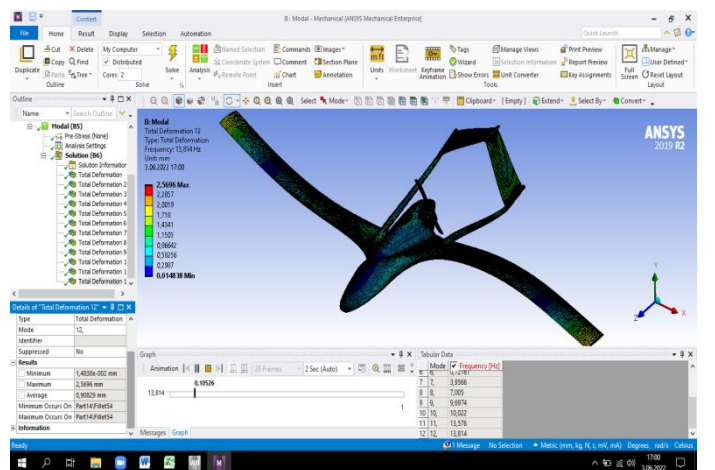 Context
B: Modal - Mechanical [ANSYS Mechanical Enterprise]
File Home Result Display Selection Automation
Quick Launch
Duplicate
Cut
Copy
Paste
Delete
Find
Tree
Outline
My Computer
Distributed
Cores 2
Solve
Solve
Analysis
Named Selection
Coordinate System
Remote Point
Commands
Comment
Chart
Images
Section Plane
Annotation
Insert
Units
Worksheet
Keyframe Animation
Tags
Wizard
Show Errors
Manage Views
Selection Information
Unit Converter
Print Preview
Report Preview
Key Assignments
Tools
Full Screen
Manage
User Defined
Reset Layout
Layout
Outline
Name Search Outline
Select Mode Clipboard [ Empty ] Extend Select By Convert
Modal (B5)
Pre-Stress (None)
Analysis Settings
Solution (B6)
Solution Information
Total Deformation
Total Deformation 2
Total Deformation 3
Total Deformation 4
Total Deformation 5
Total Deformation 6
Total Deformation 7
Total Deformation 8
Total Deformation 9
Total Deformation 1
Total Deformation 1
Total Deformation 1
B: Modal
Total Deformation 12
Type: Total Deformation
Frequency: 13,814 Hz
Unit: mm
3.06.2022 17:00
2,5696 Max
2,2857
2,0019
1,718
1,4341
1,1503
0,86642
0,58256
0,2987
0,014838 Min
ANSYS
2019 R2
Y
X
Z
Details of "Total Deformation 12"
Type Total Deformation
Mode 12,
Identifier
Suppressed No
Results
Minimum 1,4838e-002 mm
Maximum 2,5696 mm
Average 0,90829 mm
Minimum Occurs On Part14\Fillet54
Maximum Occurs On Part14\Fillet54
Information
Graph
Animation 20 Frames 2 Sec (Auto)
0,10526
13,814
1
Messages Graph
Tabular Data
Mode Frequency [Hz]
7 7, 3,9566
8 8, 7,005
9 9, 9,6974
10 10, 10,022
11 11, 13,576
12 12, 13,814
Ready
1 Message No Selection Metric (mm, kg, N, s, mV, mA) Degrees rad/s Celsius
17:00
3.06.2022